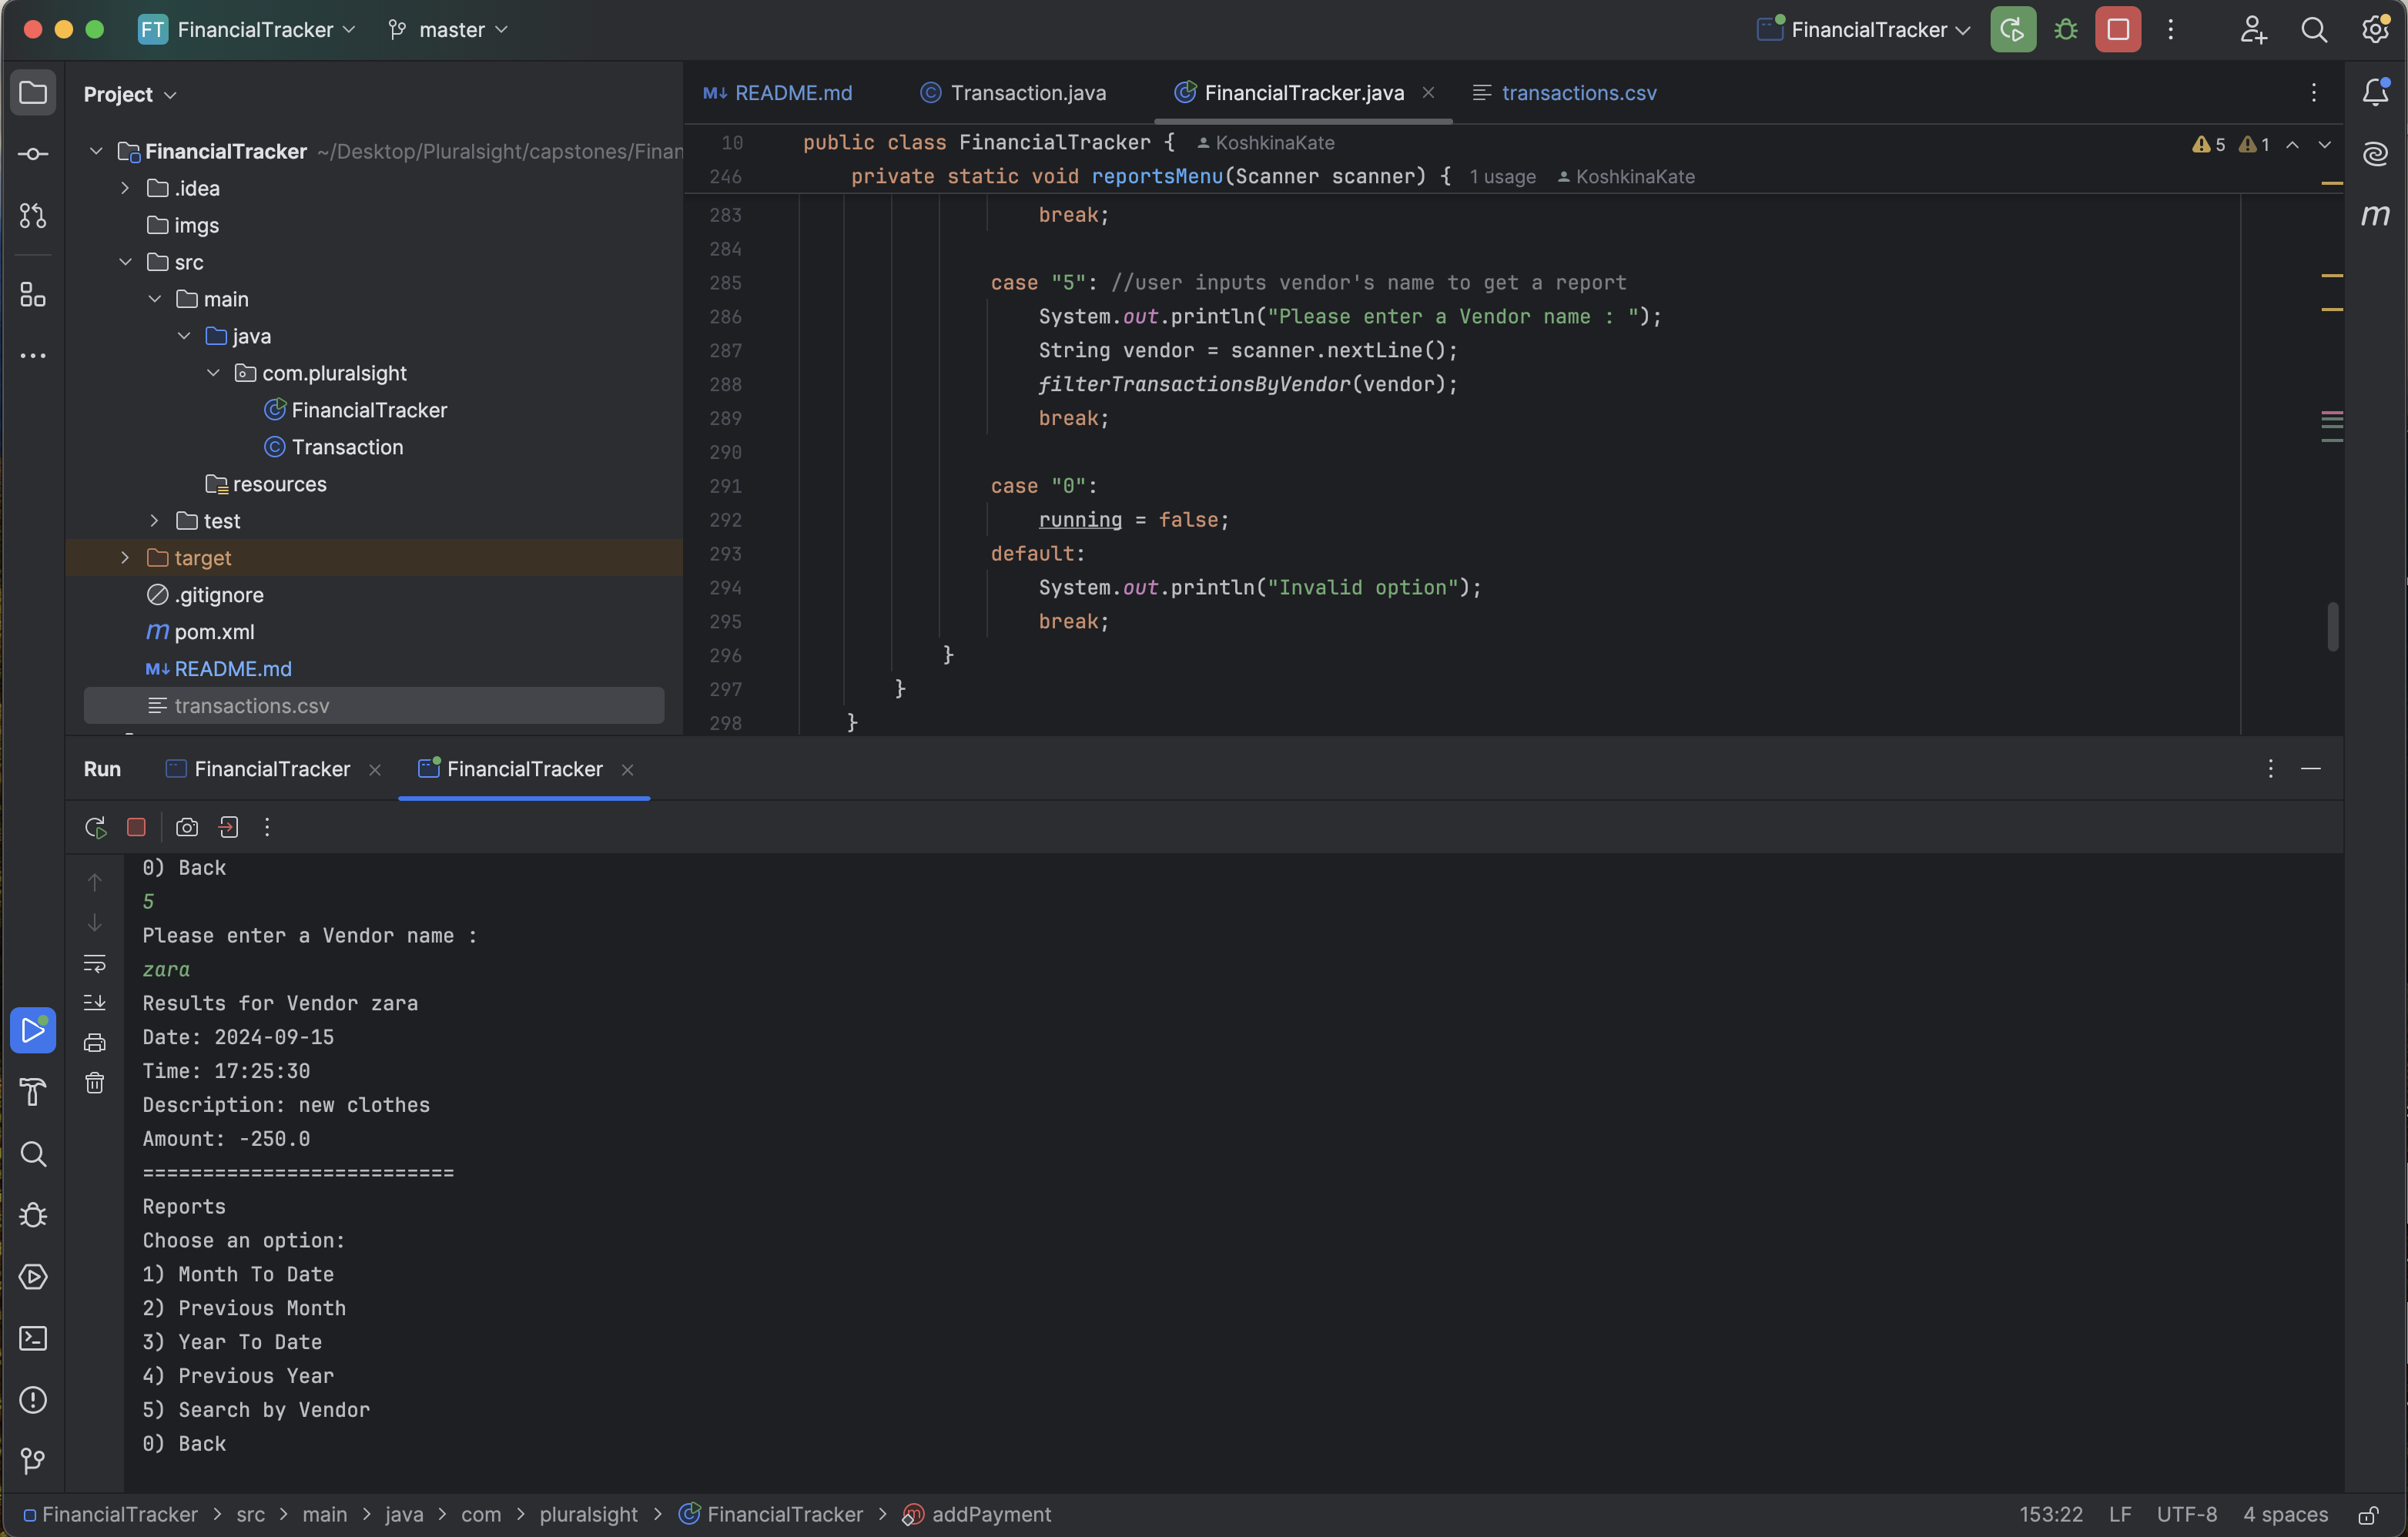 FT FinancialTracker master FinancialTracker
Project
FinancialTracker ~/Desktop/Pluralsight/capstones/Finan
.idea
imgs
src
main
java
com.pluralsight
FinancialTracker
Transaction
resources
test
target
.gitignore
pom.xml
README.md
transactions.csv
README.md Transaction.java FinancialTracker.java transactions.csv
10 public class FinancialTracker { KoshkinaKate 5 1
246 private static void reportsMenu(Scanner scanner) { 1 usage KoshkinaKate
283 break;
284
285 case "5": //user inputs vendor's name to get a report
286 System.out.println("Please enter a Vendor name : ");
287 String vendor = scanner.nextLine();
288 filterTransactionsByVendor(vendor);
289 break;
290
291 case "0":
292 running = false;
293 default:
294 System.out.println("Invalid option");
295 break;
296 }
297 }
298 }
Run FinancialTracker FinancialTracker
0) Back
5
Please enter a Vendor name :
zara
Results for Vendor zara
Date: 2024-09-15
Time: 17:25:30
Description: new clothes
Amount: -250.0
==========================
Reports
Choose an option:
1) Month To Date
2) Previous Month
3) Year To Date
4) Previous Year
5) Search by Vendor
0) Back
FinancialTracker > src > main > java > com > pluralsight > FinancialTracker > addPayment 153:22 LF UTF-8 4 spaces